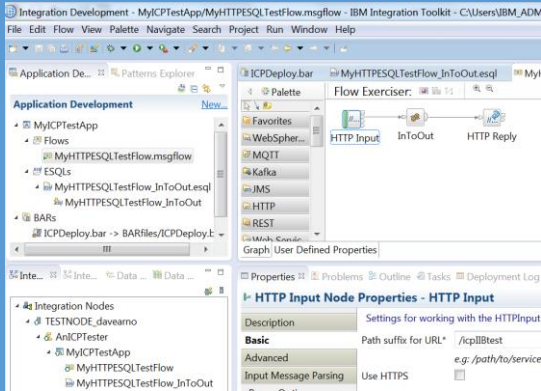 Integration Development - MyICPTestApp/MyHTTPESQLTestFlow.msgflow - IBM Integration Toolkit - C:\Users\IBM_ADM
File Edit Flow View Palette Navigate Search Project Run Window Help
Application De... Patterns Explorer
Application Development New...
MyICPTestApp
Flows
MyHTTPESQLTestFlow.msgflow
ESQLs
MyHTTPESQLTestFlow_InToOut.esql
MyHTTPESQLTestFlow_InToOut
BARs
ICPDeploy.bar -> BARfiles/ICPDeploy.b
ICPDeploy.bar MyHTTPESQLTestFlow_InToOut.esql MyH
Palette Flow Exerciser:
Favorites
WebSpher...
MQTT
Kafka
JMS
HTTP
REST
Web Servic
HTTP Input InToOut HTTP Reply
Graph User Defined Properties
Inte... Inte... Data ... Data ...
Integration Nodes
TESTNODE_davearno
AnICPTester
MyICPTestApp
MyHTTPESQLTestFlow
MyHTTPESQLTestFlow_InToOut
Properties Problems Outline Tasks Deployment Log
HTTP Input Node Properties - HTTP Input
Description Settings for working with the HTTPInput
Basic Path suffix for URL* /icpIIBtest
Advanced e.g: /path/to/service
Input Message Parsing Use HTTPS